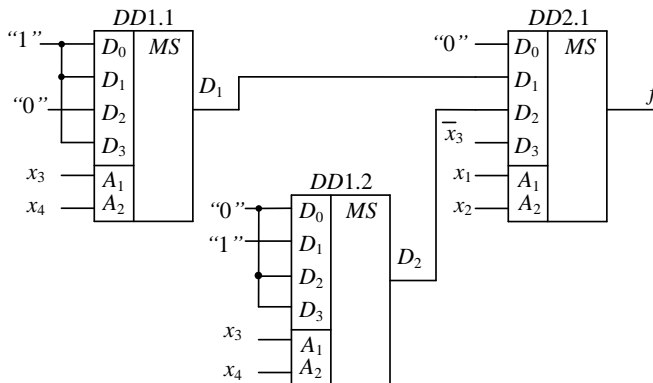 DD1.1
“1”
D₀ MS
D₁
“0” D₂
D₃
x₃ A₁
x₄ A₂
D₁
DD2.1
“0” D₀ MS
D₁
D₂
x̅₃ D₃
x₁ A₁
x₂ A₂
f
DD1.2
“0” D₀ MS
“1” D₁
D₂
D₃
x₃ A₁
x₄ A₂
D₂